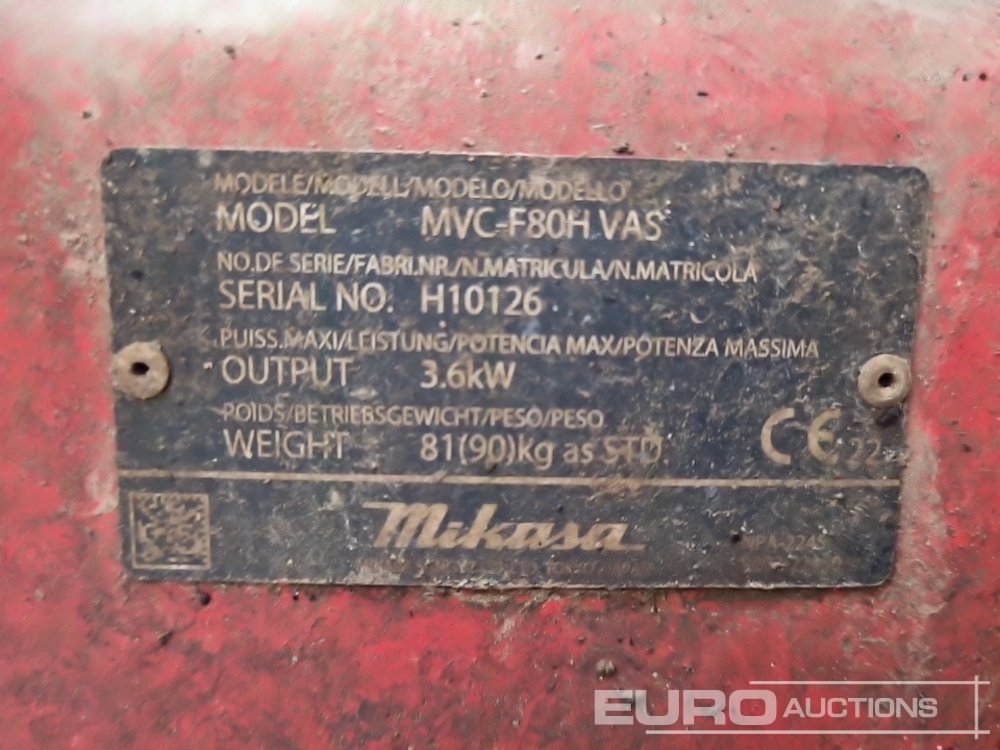 MODELE/MODELL/MODELO/MODELLO
MODEL MVC-F80H VAS
NO.DE SERIE/FABRI.NR./N.MATRICULA/N.MATRICOLA
SERIAL NO. H10126
PUISS.MAXI/LEISTUNG/POTENCIA MAX/POTENZA MASSIMA
OUTPUT 3.6kW
POIDS/BETRIEBSGEWICHT/PESO/PESO
WEIGHT 81(90)kg as STD
CE 22
Mikasa
EURO AUCTIONS